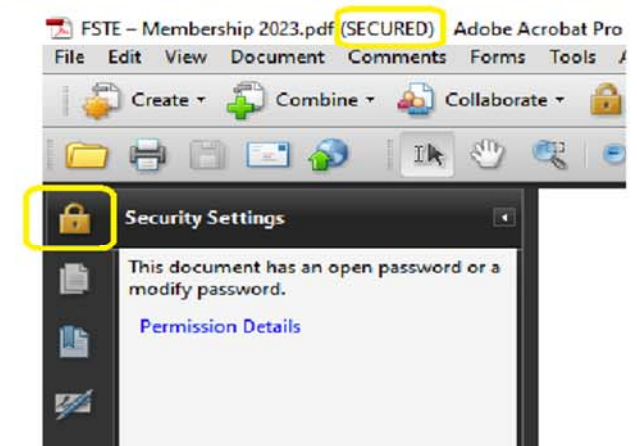 FSTE – Membership 2023.pdf (SECURED) Adobe Acrobat Pro
File Edit View Document Comments Forms Tools
Create Combine Collaborate
Security Settings
This document has an open password or a
modify password.
Permission Details